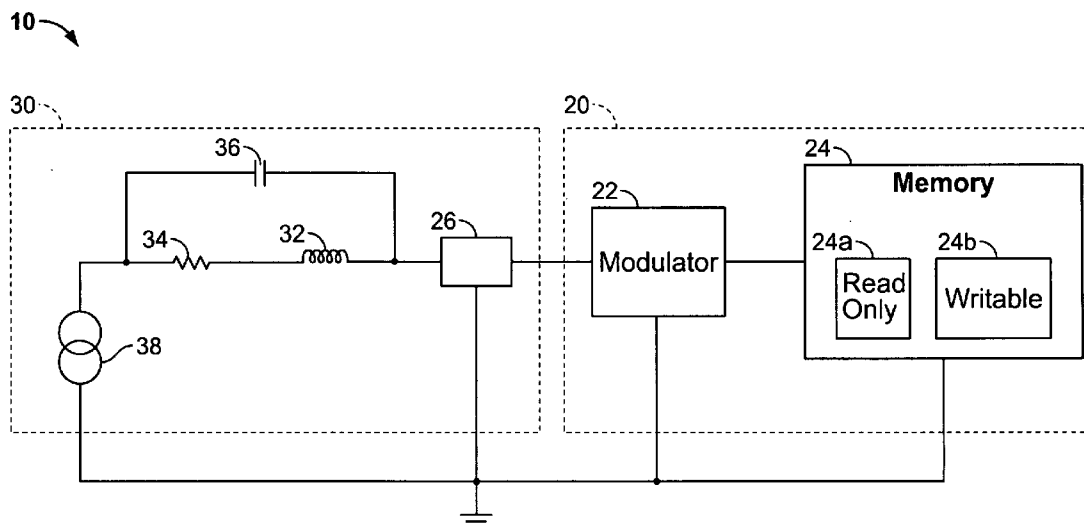 10
30
20
36
24
Memory
22
26
34
32
24a
24b
Modulator
Read
Only
Writable
38